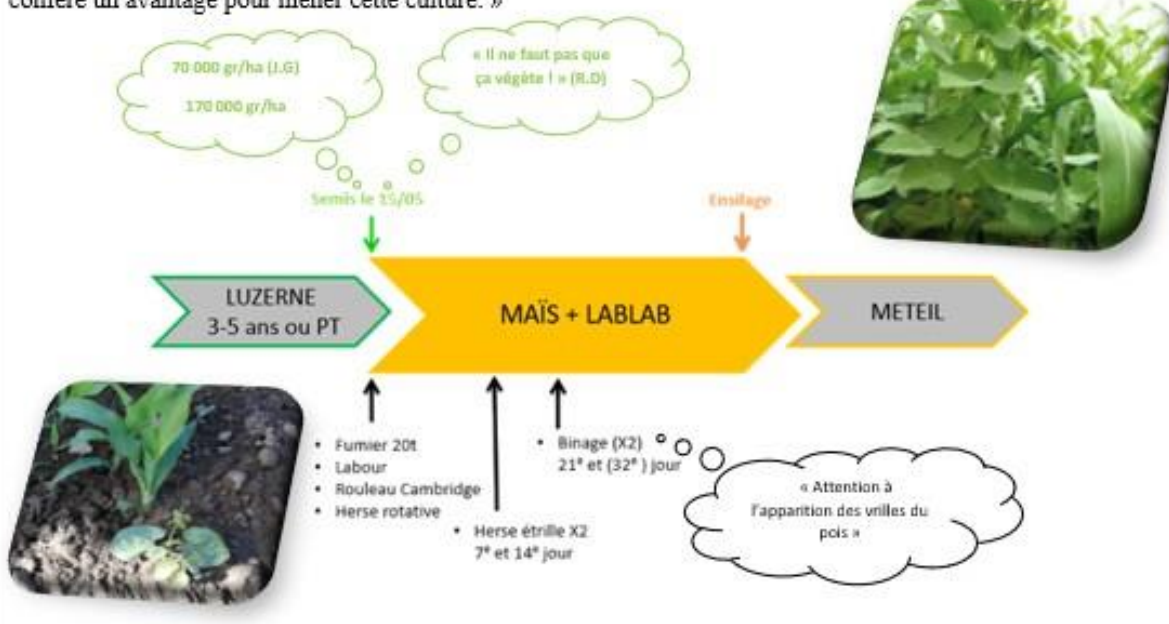 confère un avantage pour mener cette culture. »
70 000 gr/ha (J.G)
170 000 gr/ha
« Il ne faut pas que
ça végète ! » (R.D)
Semis le 15/05
Ensilage
LUZERNE
3-5 ans ou PT
MAÏS + LABLAB
METEIL
• Fumier 20t
• Labour
• Rouleau Cambridge
• Herse rotative
• Herse étrille X2
7ᵉ et 14ᵉ jour
• Binage (X2)
21ᵉ et (32ᵉ ) jour
« Attention à
l'apparition des vrilles du
pois »